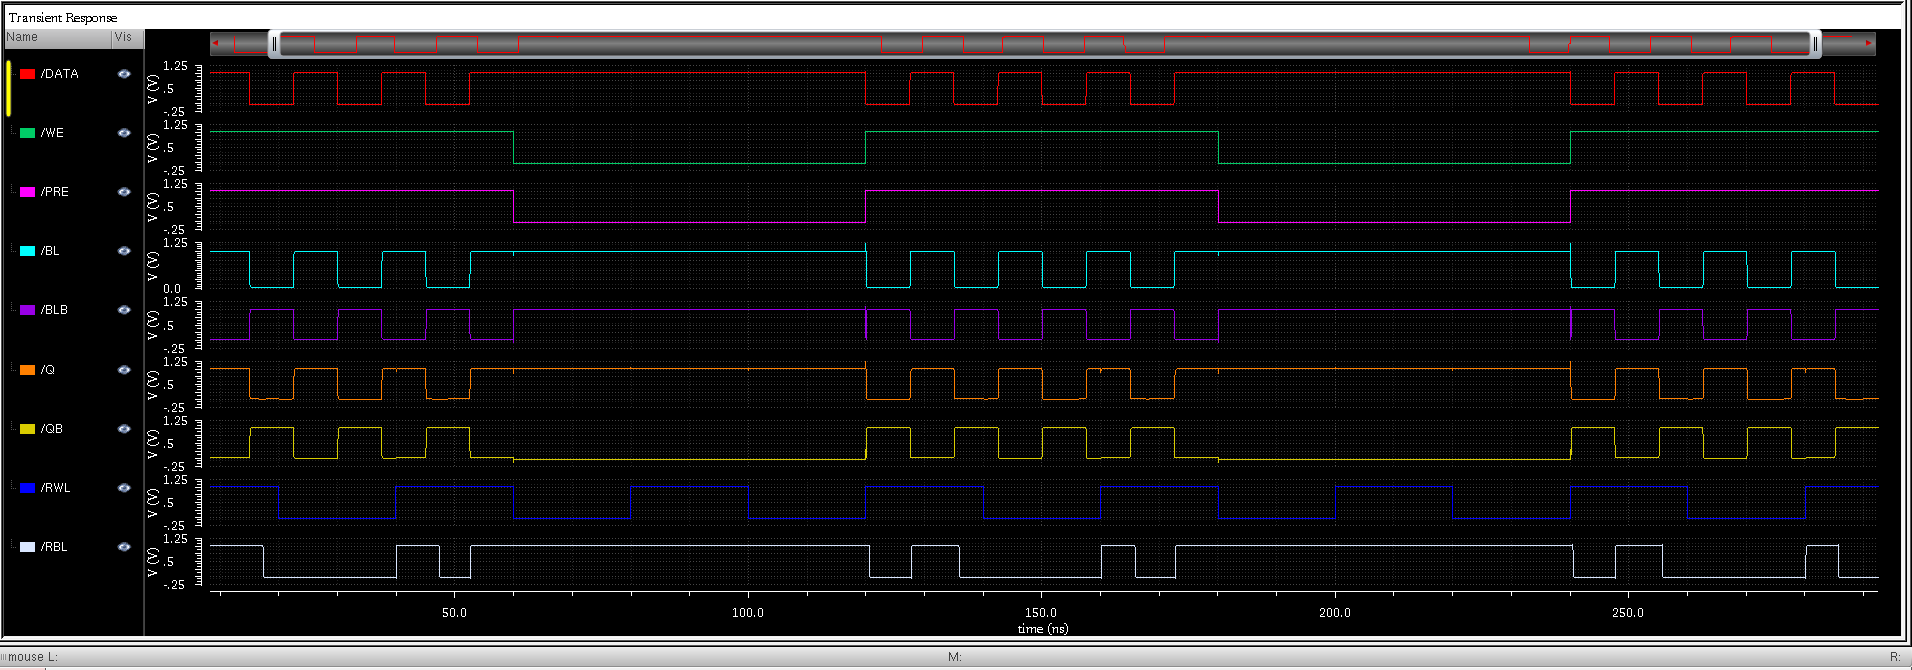 Transient Response
Name Vis
/DATA
V (V)
1.25
.5
-.25
/WE
V (V)
1.25
.5
-.25
/PRE
V (V)
1.25
.5
-.25
/BL
V (V)
1.25
0.0
/BLB
V (V)
1.25
.5
-.25
/Q
V (V)
1.25
.5
-.25
/QB
V (V)
1.25
.5
-.25
/RWL
V (V)
1.25
.5
-.25
/RBL
V (V)
1.25
.5
-.25
50.0 100.0 150.0 200.0 250.0
time (ns)
mouse L: M: R: